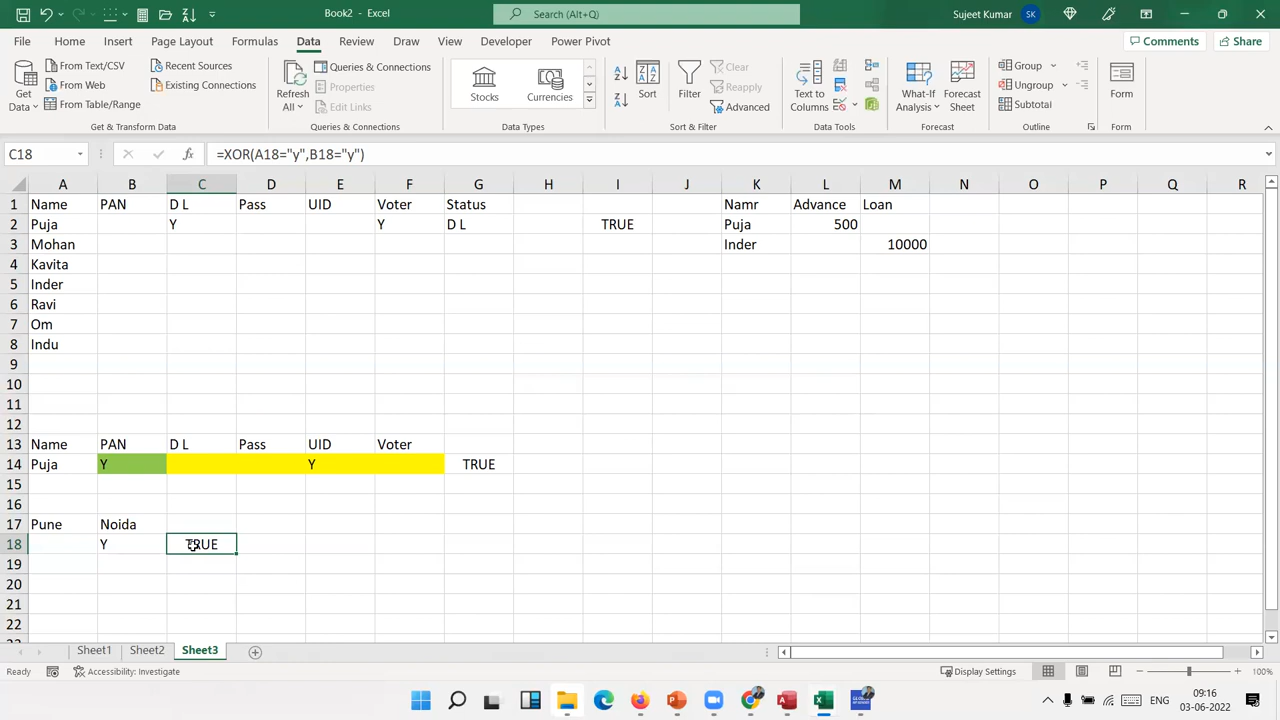 Book2 - Excel
Search (Alt+Q)
Sujeet Kumar
SK
File Home Insert Page Layout Formulas Data Review Draw View Developer Power Pivot
Comments Share
Get Data
From Text/CSV
From Web
From Table/Range
Recent Sources
Existing Connections
Get & Transform Data
Refresh All
Queries & Connections
Properties
Edit Links
Queries & Connections
Stocks Currencies
Data Types
Sort
Filter
Clear
Reapply
Advanced
Sort & Filter
Text to Columns
Data Tools
What-If Analysis
Forecast Sheet
Forecast
Group
Ungroup
Subtotal
Outline
Form
Form
C18 fx =XOR(A18="y",B18="y")
A B C D E F G H I J K L M N O P Q R
1 Name PAN D L Pass UID Voter Status Namr Advance Loan
2 Puja Y Y D L TRUE Puja 500
3 Mohan Inder 10000
4 Kavita
5 Inder
6 Ravi
7 Om
8 Indu
9
10
11
12
13 Name PAN D L Pass UID Voter
14 Puja Y Y TRUE
15
16
17 Pune Noida
18 Y TRUE
19
20
21
22
Sheet1 Sheet2 Sheet3
Ready Accessibility: Investigate Display Settings 100%
ENG
09:16
03-06-2022